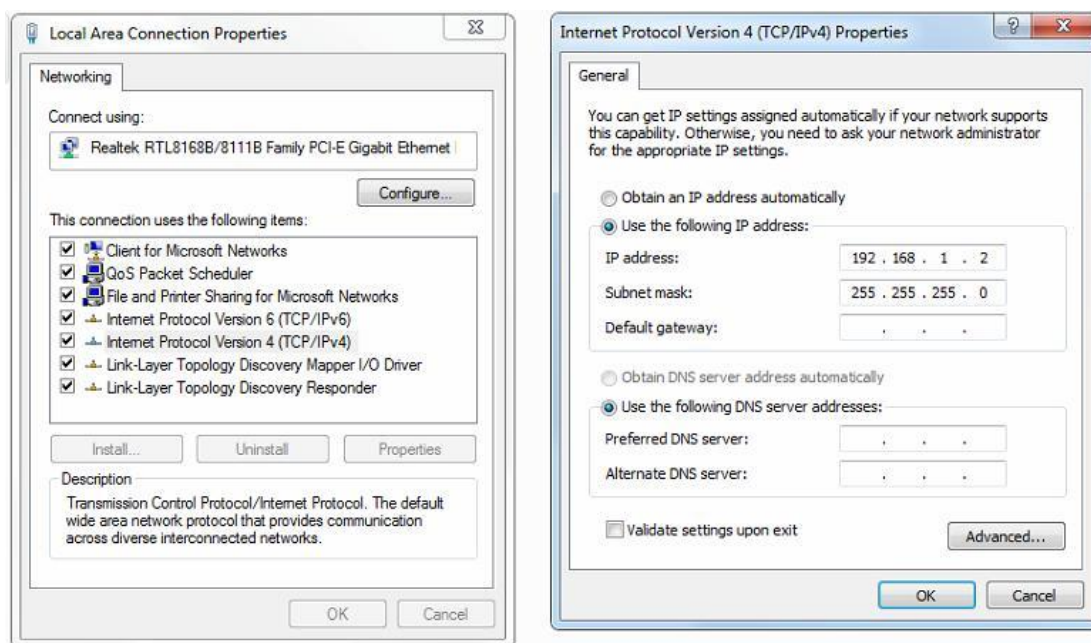 Local Area Connection Properties
Networking
Connect using:
Realtek RTL8168B/8111B Family PCI-E Gigabit Ethernet
Configure...
This connection uses the following items:
Client for Microsoft Networks
QoS Packet Scheduler
File and Printer Sharing for Microsoft Networks
Internet Protocol Version 6 (TCP/IPv6)
Internet Protocol Version 4 (TCP/IPv4)
Link-Layer Topology Discovery Mapper I/O Driver
Link-Layer Topology Discovery Responder
Install...
Uninstall
Properties
Description
Transmission Control Protocol/Internet Protocol. The default
wide area network protocol that provides communication
across diverse interconnected networks.
OK
Cancel
Internet Protocol Version 4 (TCP/IPv4) Properties
General
You can get IP settings assigned automatically if your network supports
this capability. Otherwise, you need to ask your network administrator
for the appropriate IP settings.
Obtain an IP address automatically
Use the following IP address:
IP address: 192 . 168 . 1 . 2
Subnet mask: 255 . 255 . 255 . 0
Default gateway: . . .
Obtain DNS server address automatically
Use the following DNS server addresses:
Preferred DNS server: . . .
Alternate DNS server: . . .
Validate settings upon exit
Advanced...
OK
Cancel